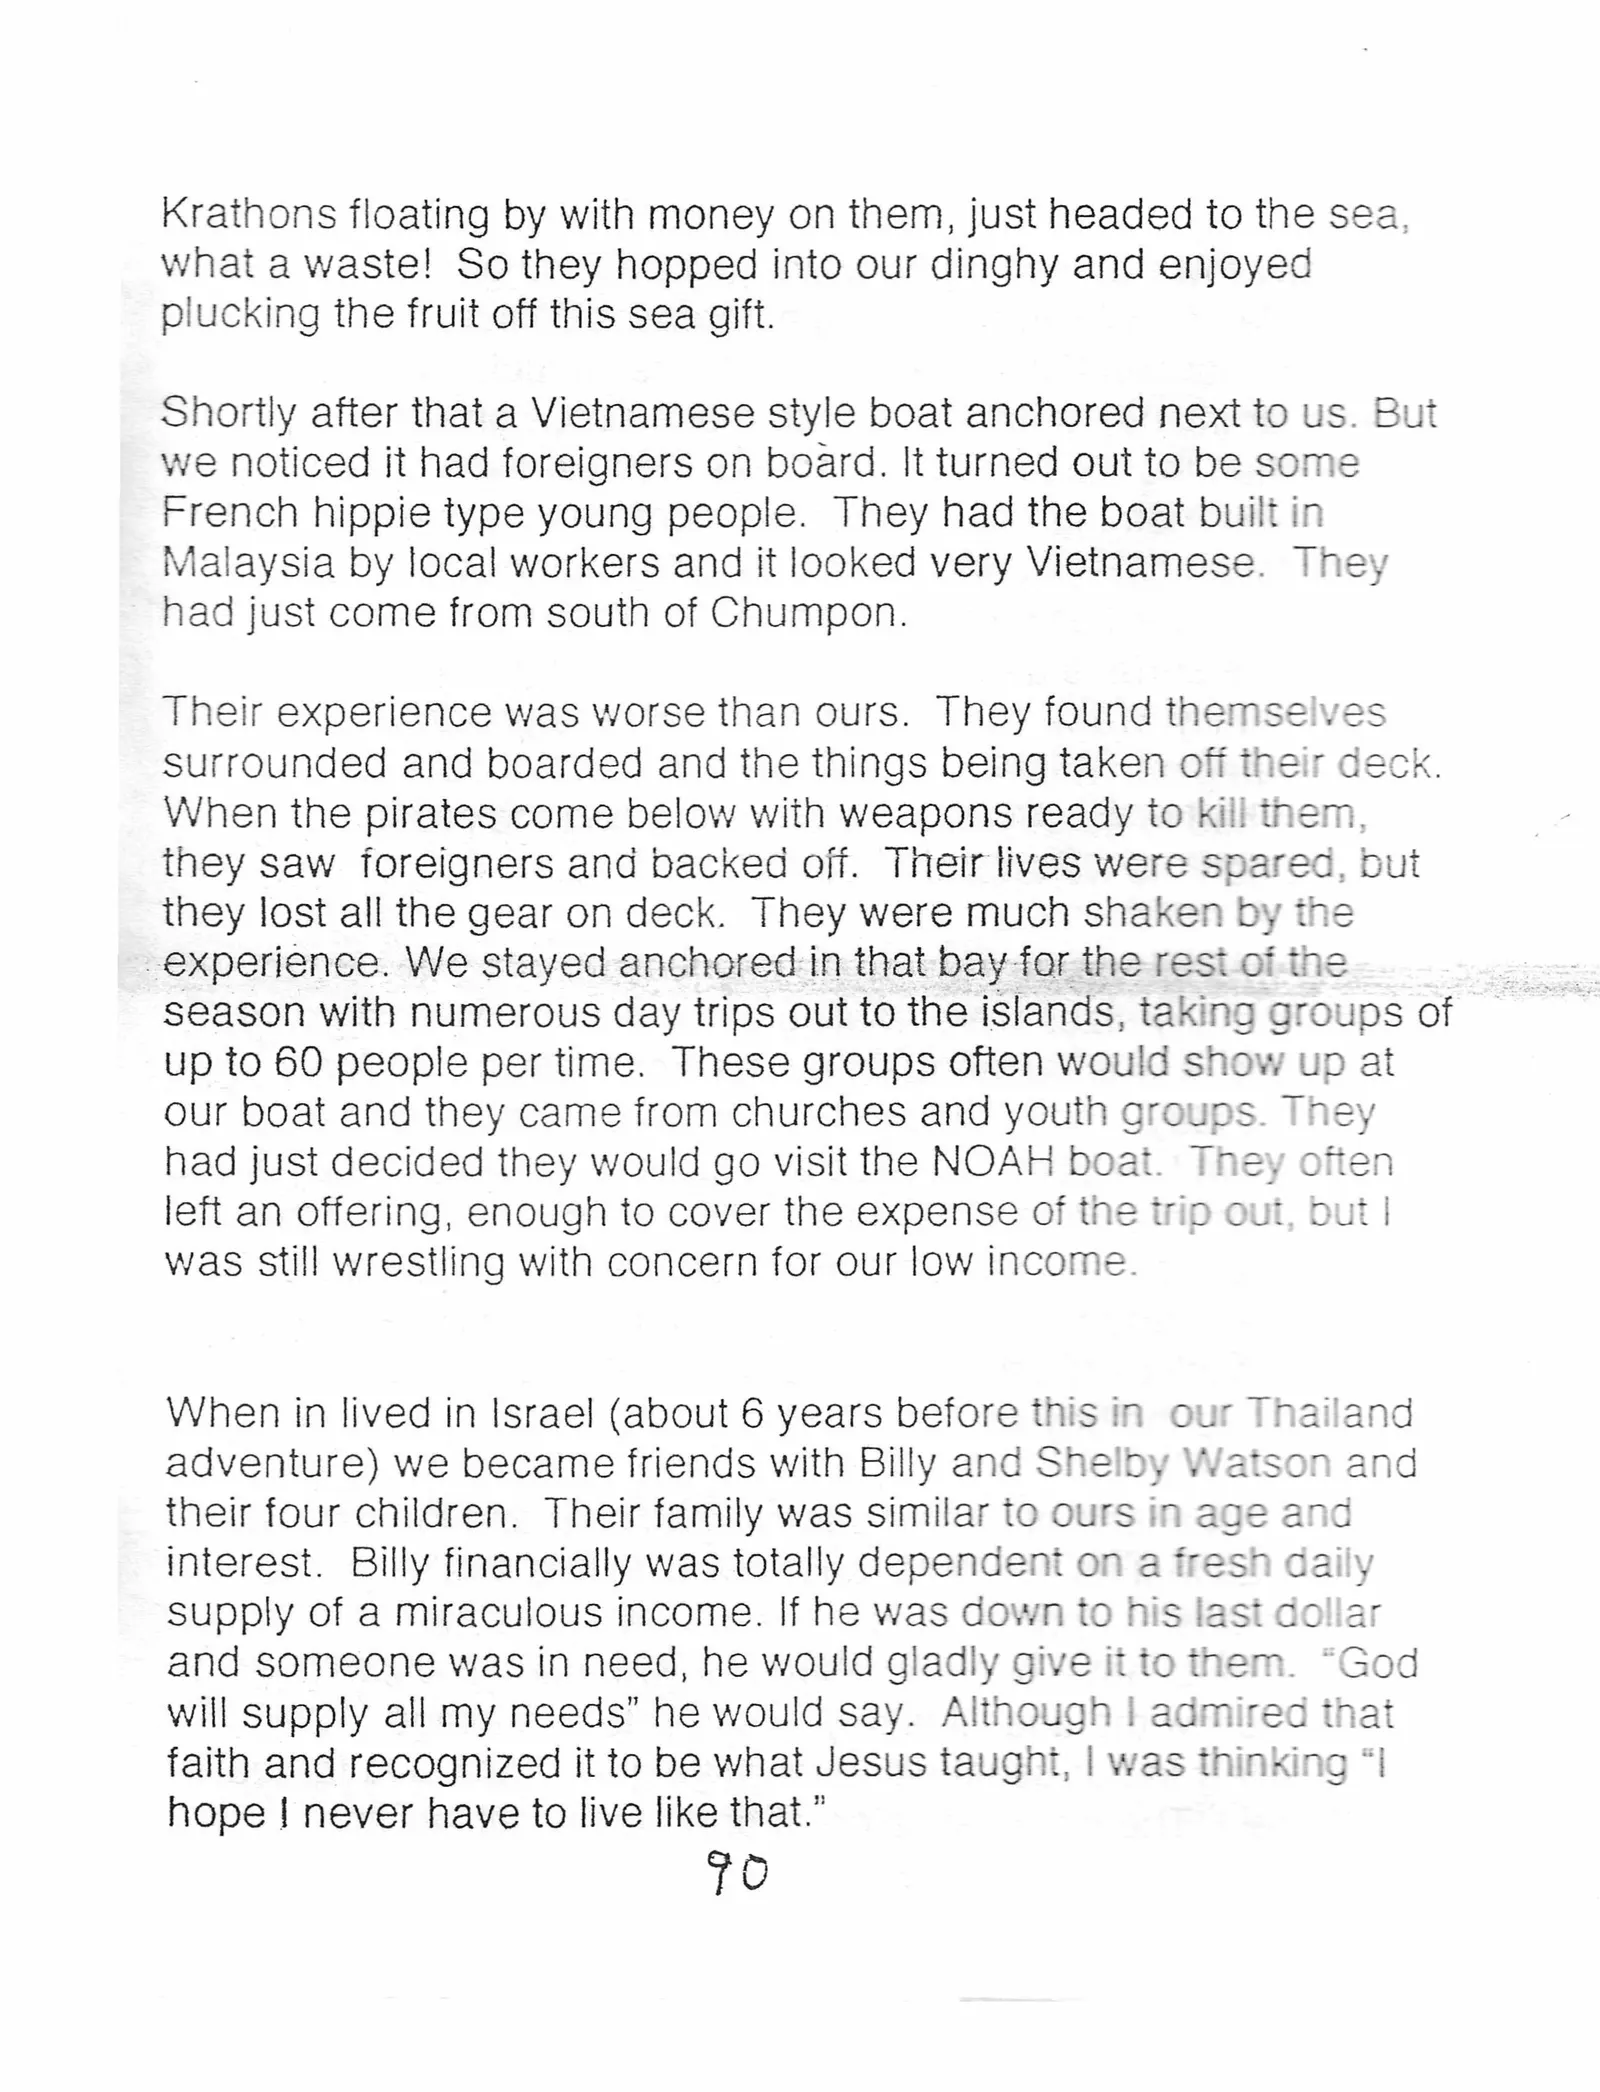 Krathons floating by with money on them, just headed to the sea,
what a waste!  So they hopped into our dinghy and enjoyed
plucking the fruit off this sea gift.

Shortly after that a Vietnamese style boat anchored next to us. But
we noticed it had foreigners on board. It turned out to be some
French hippie type young people.  They had the boat built in
Malaysia by local workers and it looked very Vietnamese.  They
had just come from south of Chumpon.

Their experience was worse than ours.  They found themselves
surrounded and boarded and the things being taken off their deck.
When the pirates come below with weapons ready to kill them,
they saw  foreigners and backed off.  Their lives were spared, but
they lost all the gear on deck.  They were much shaken by the
experience. We stayed anchored in that bay for the rest of the
season with numerous day trips out to the islands, taking groups of
up to 60 people per time.  These groups often would show up at
our boat and they came from churches and youth groups. They
had just decided they would go visit the NOAH boat.  They often
left an offering, enough to cover the expense of the trip out, but I
was still wrestling with concern for our low income.

When in lived in Israel (about 6 years before this in  our Thailand
adventure) we became friends with Billy and Shelby Watson and
their four children.  Their family was similar to ours in age and
interest.  Billy financially was totally dependent on a fresh daily
supply of a miraculous income. If he was down to his last dollar
and someone was in need, he would gladly give it to them.  “God
will supply all my needs” he would say.  Although I admired that
faith and recognized it to be what Jesus taught, I was thinking “I
hope I never have to live like that.”
90